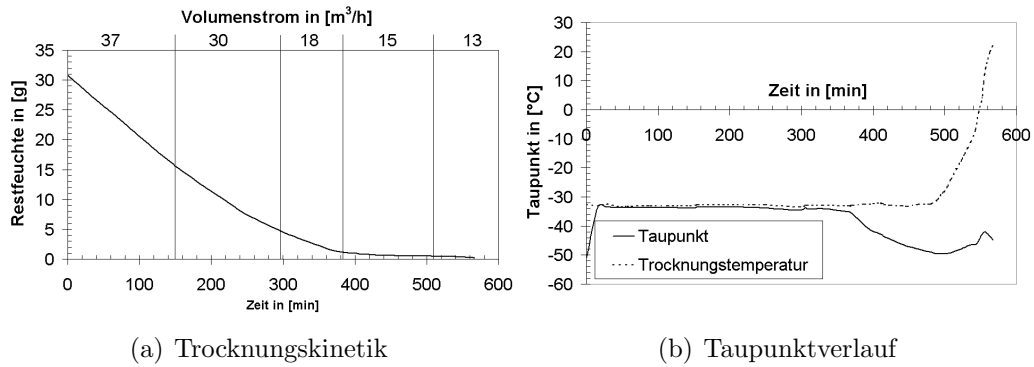 Volumenstrom in [m³/h]
37 30 18 15 13
Restfeuchte in [g]
35
30
25
20
15
10
5
0
0 100 200 300 400 500 600
Zeit in [min]
(a) Trocknungskinetik
Taupunkt in [°C]
30
20
10
0
-10
-20
-30
-40
-50
-60
Zeit in [min]
0 100 200 300 400 500 600
Taupunkt
Trocknungstemperatur
(b) Taupunktverlauf